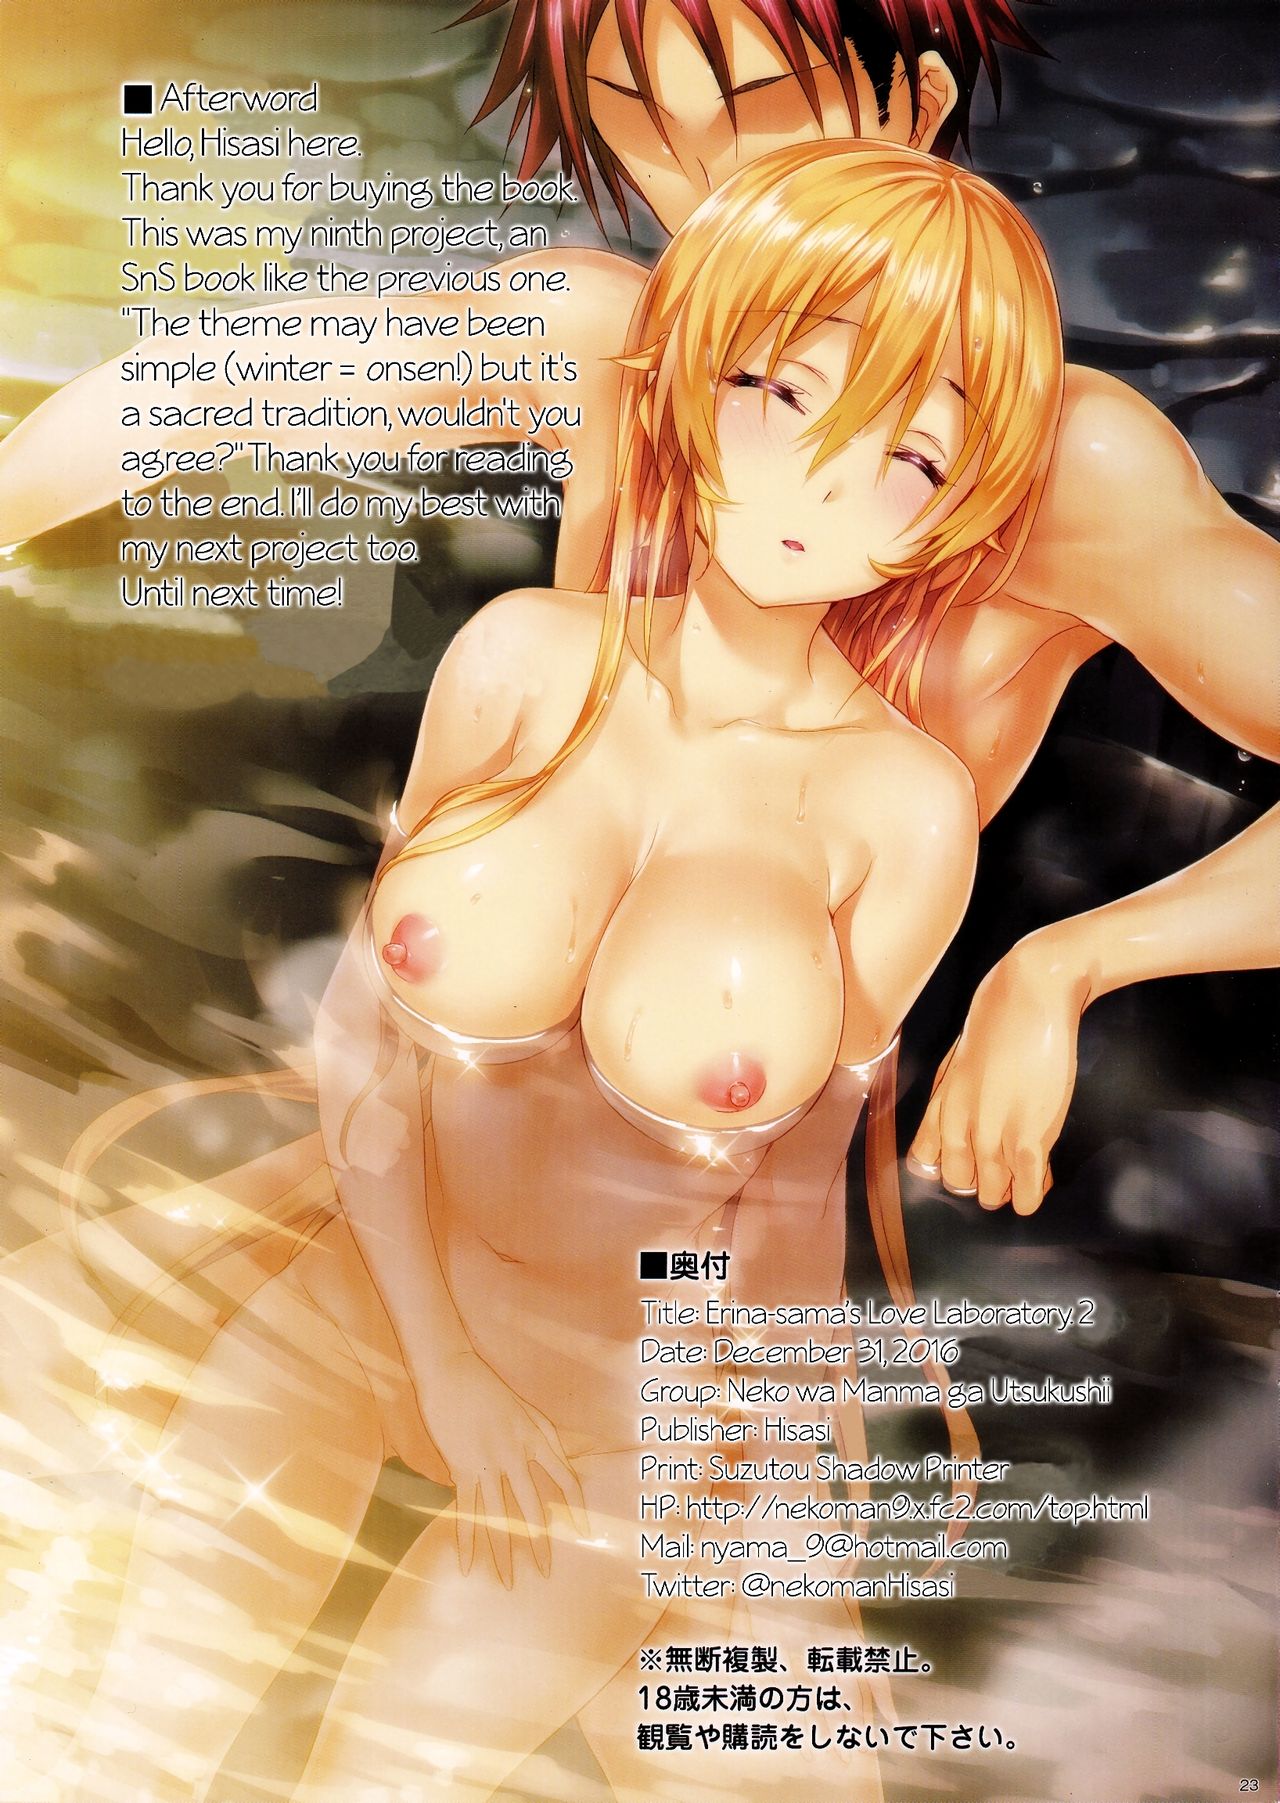 ■ Afterword
Hello, Hisasi here.
Thank you for buying the book.
This was my ninth project, an
SnS book like the previous one.
"The theme may have been
simple (winter = onsen!) but it's
a sacred tradition, wouldn't you
agree?" Thank you for reading
to the end. I'll do my best with
my next project too.
Until next time!
■奥付
Title: Erina-sama's Love Laboratory. 2
Date: December 31, 2016
Group: Neko wa Manma ga Utsukushii
Publisher: Hisasi
Print: Suzutou Shadow Printer
HP: http://nekoman9.x.fc2.com/top.html
Mail: nyama_9@hotmail.com
Twitter: @nekomanHisasi
※無断複製、転載禁止。
18歳未満の方は、
観覧や購読をしないで下さい。
23